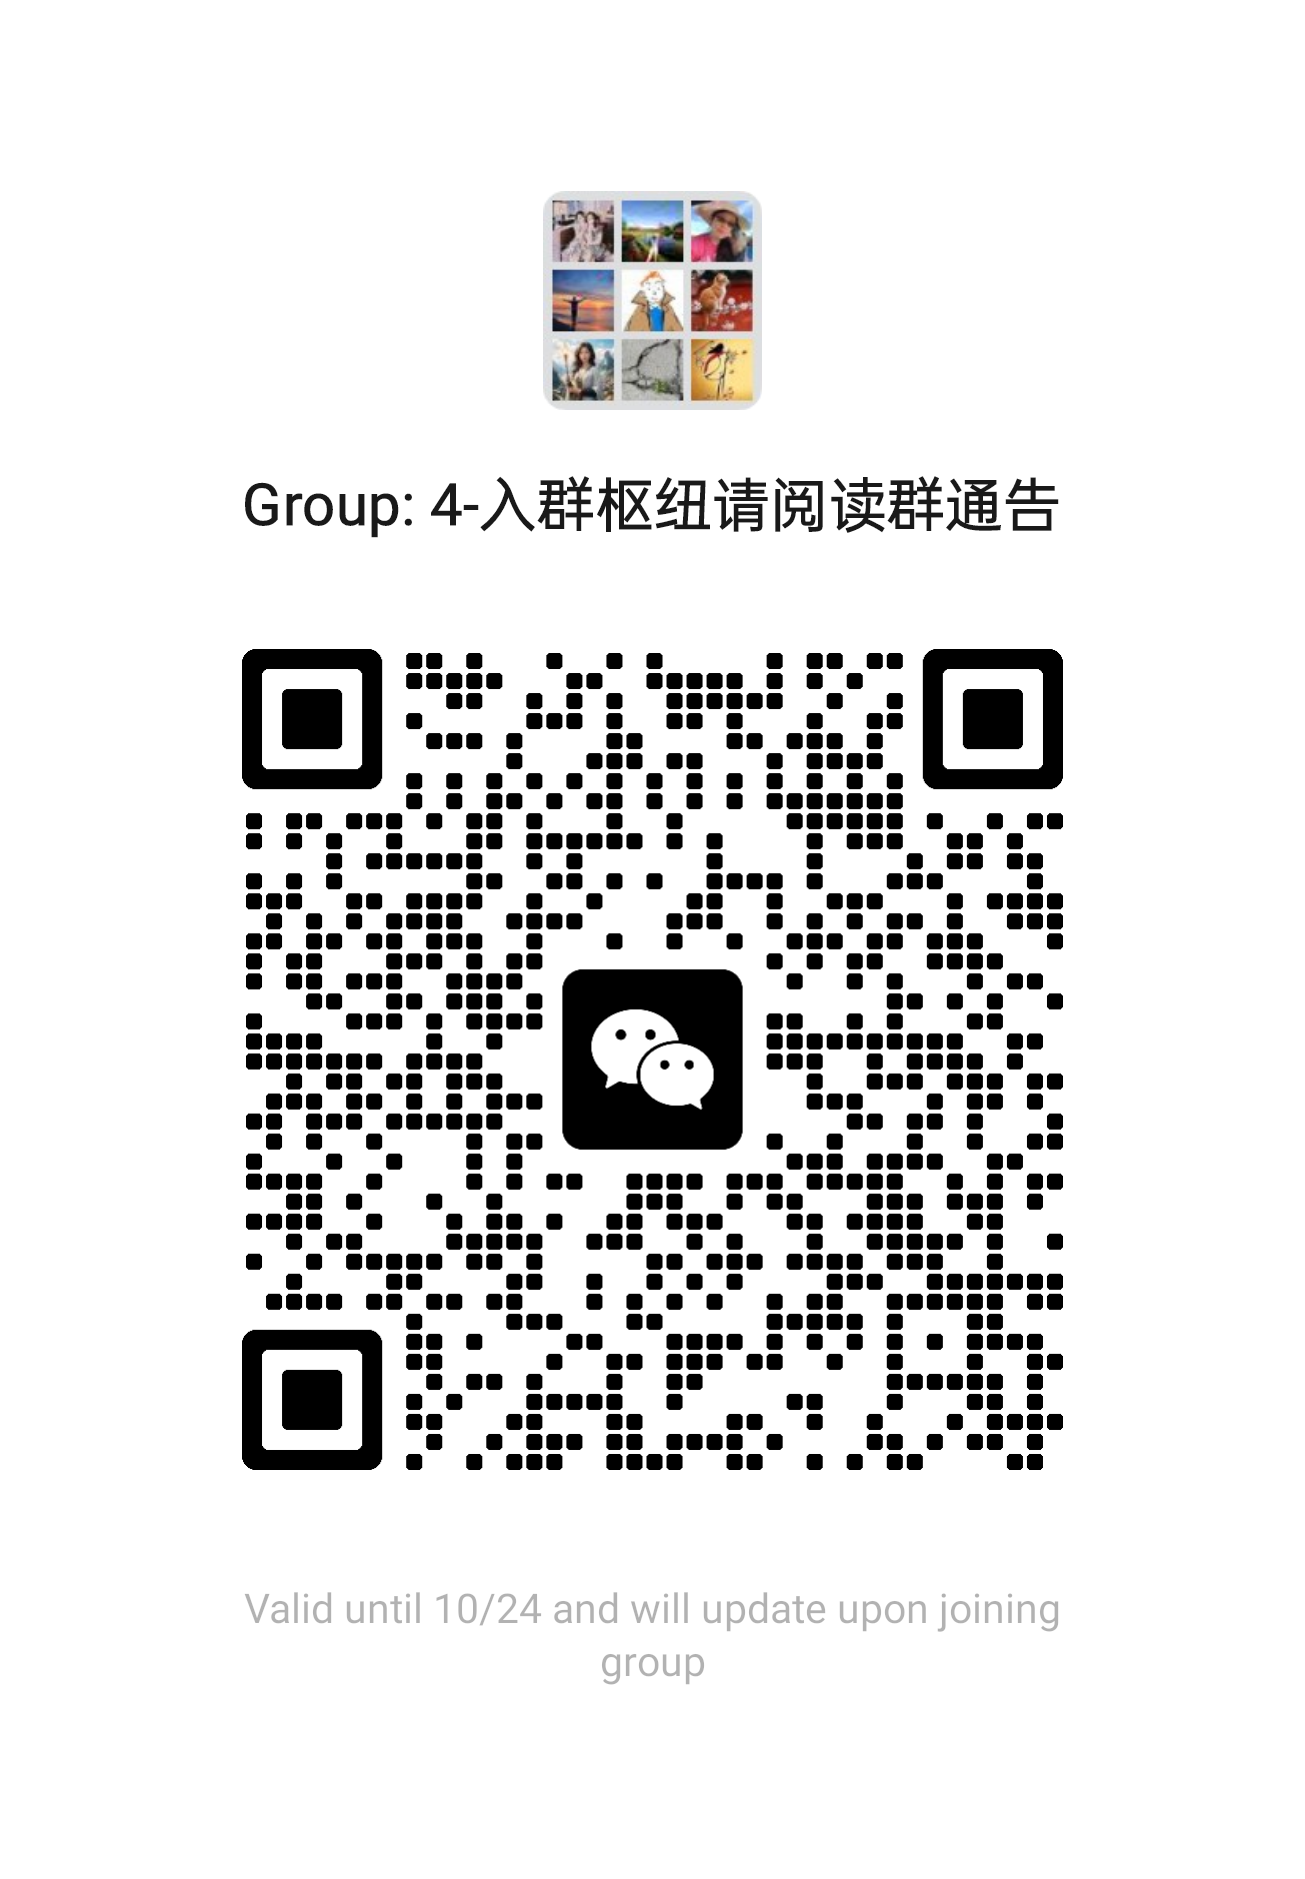 Group: 4-入群枢纽请阅读群通告
Valid until 10/24 and will update upon joining
group